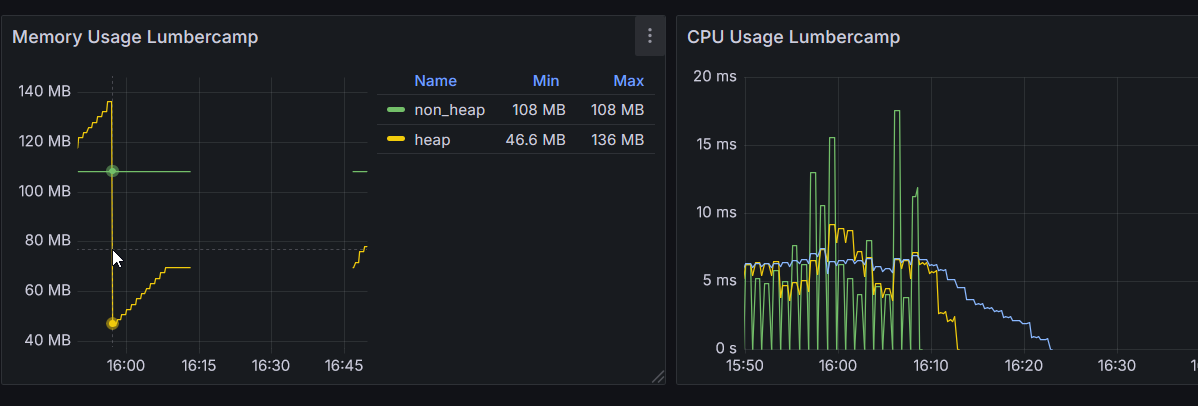 Memory Usage Lumbercamp
140 MB
120 MB
100 MB
80 MB
60 MB
40 MB
16:00 16:15 16:30 16:45
Name Min Max
non_heap 108 MB 108 MB
heap 46.6 MB 136 MB
CPU Usage Lumbercamp
20 ms
15 ms
10 ms
5 ms
0 s
15:50 16:00 16:10 16:20 16:30